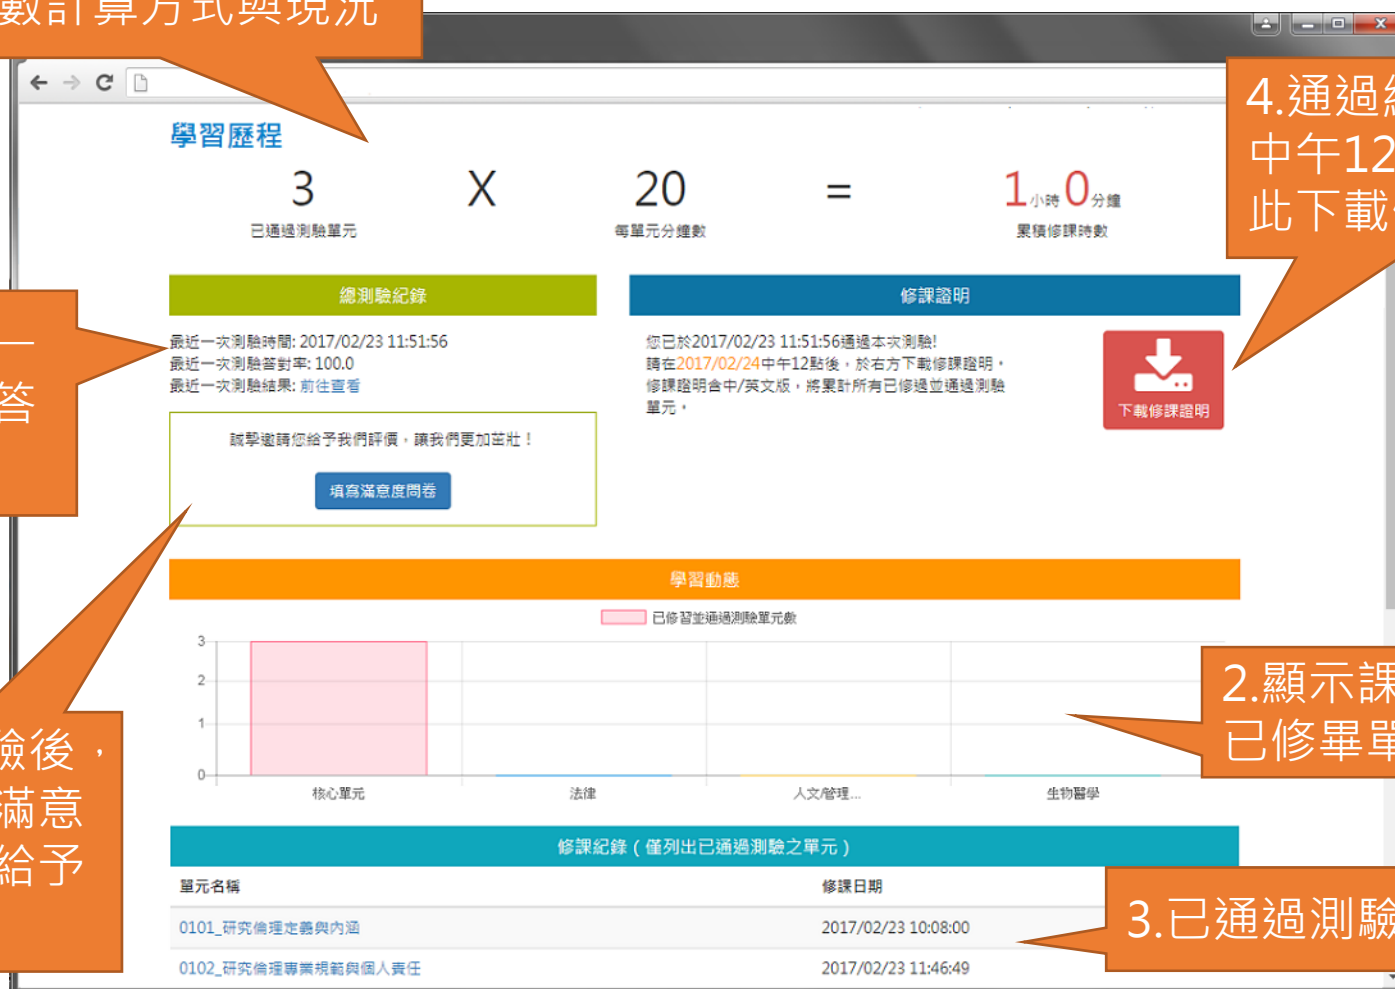 數計算方式與現況
學習歷程
3
X
20
=
1小時0分鐘
已通過測驗單元
每單元分鐘數
累積修課時數
4.通過
中午12
此下載
總測驗紀錄
最近一次測驗時間: 2017/02/23 11:51:56
最近一次測驗答對率: 100.0
最近一次測驗結果: 前往查看
一
答
誠摯邀請您給予我們評價，讓我們更加茁壯！
填寫滿意度問卷
修課證明
您已於2017/02/23 11:51:56通過本次測驗!
請在2017/02/24中午12點後，於右方下載修課證明，
修課證明含中/英文版，將累計所有已修過並通過測驗
單元，
下載修課證明
學習動態
已修習並通過測驗單元數
3
2
1
0
核心單元
法律
人文/管理...
生物醫學
2.顯示課
已修畢單
驗後，
滿意
給予
修課紀錄（僅列出已通過測驗之單元）
單元名稱
修課日期
0101_研究倫理定義與內涵
2017/02/23 10:08:00
0102_研究倫理專業規範與個人責任
2017/02/23 11:46:49
3.已通過測驗